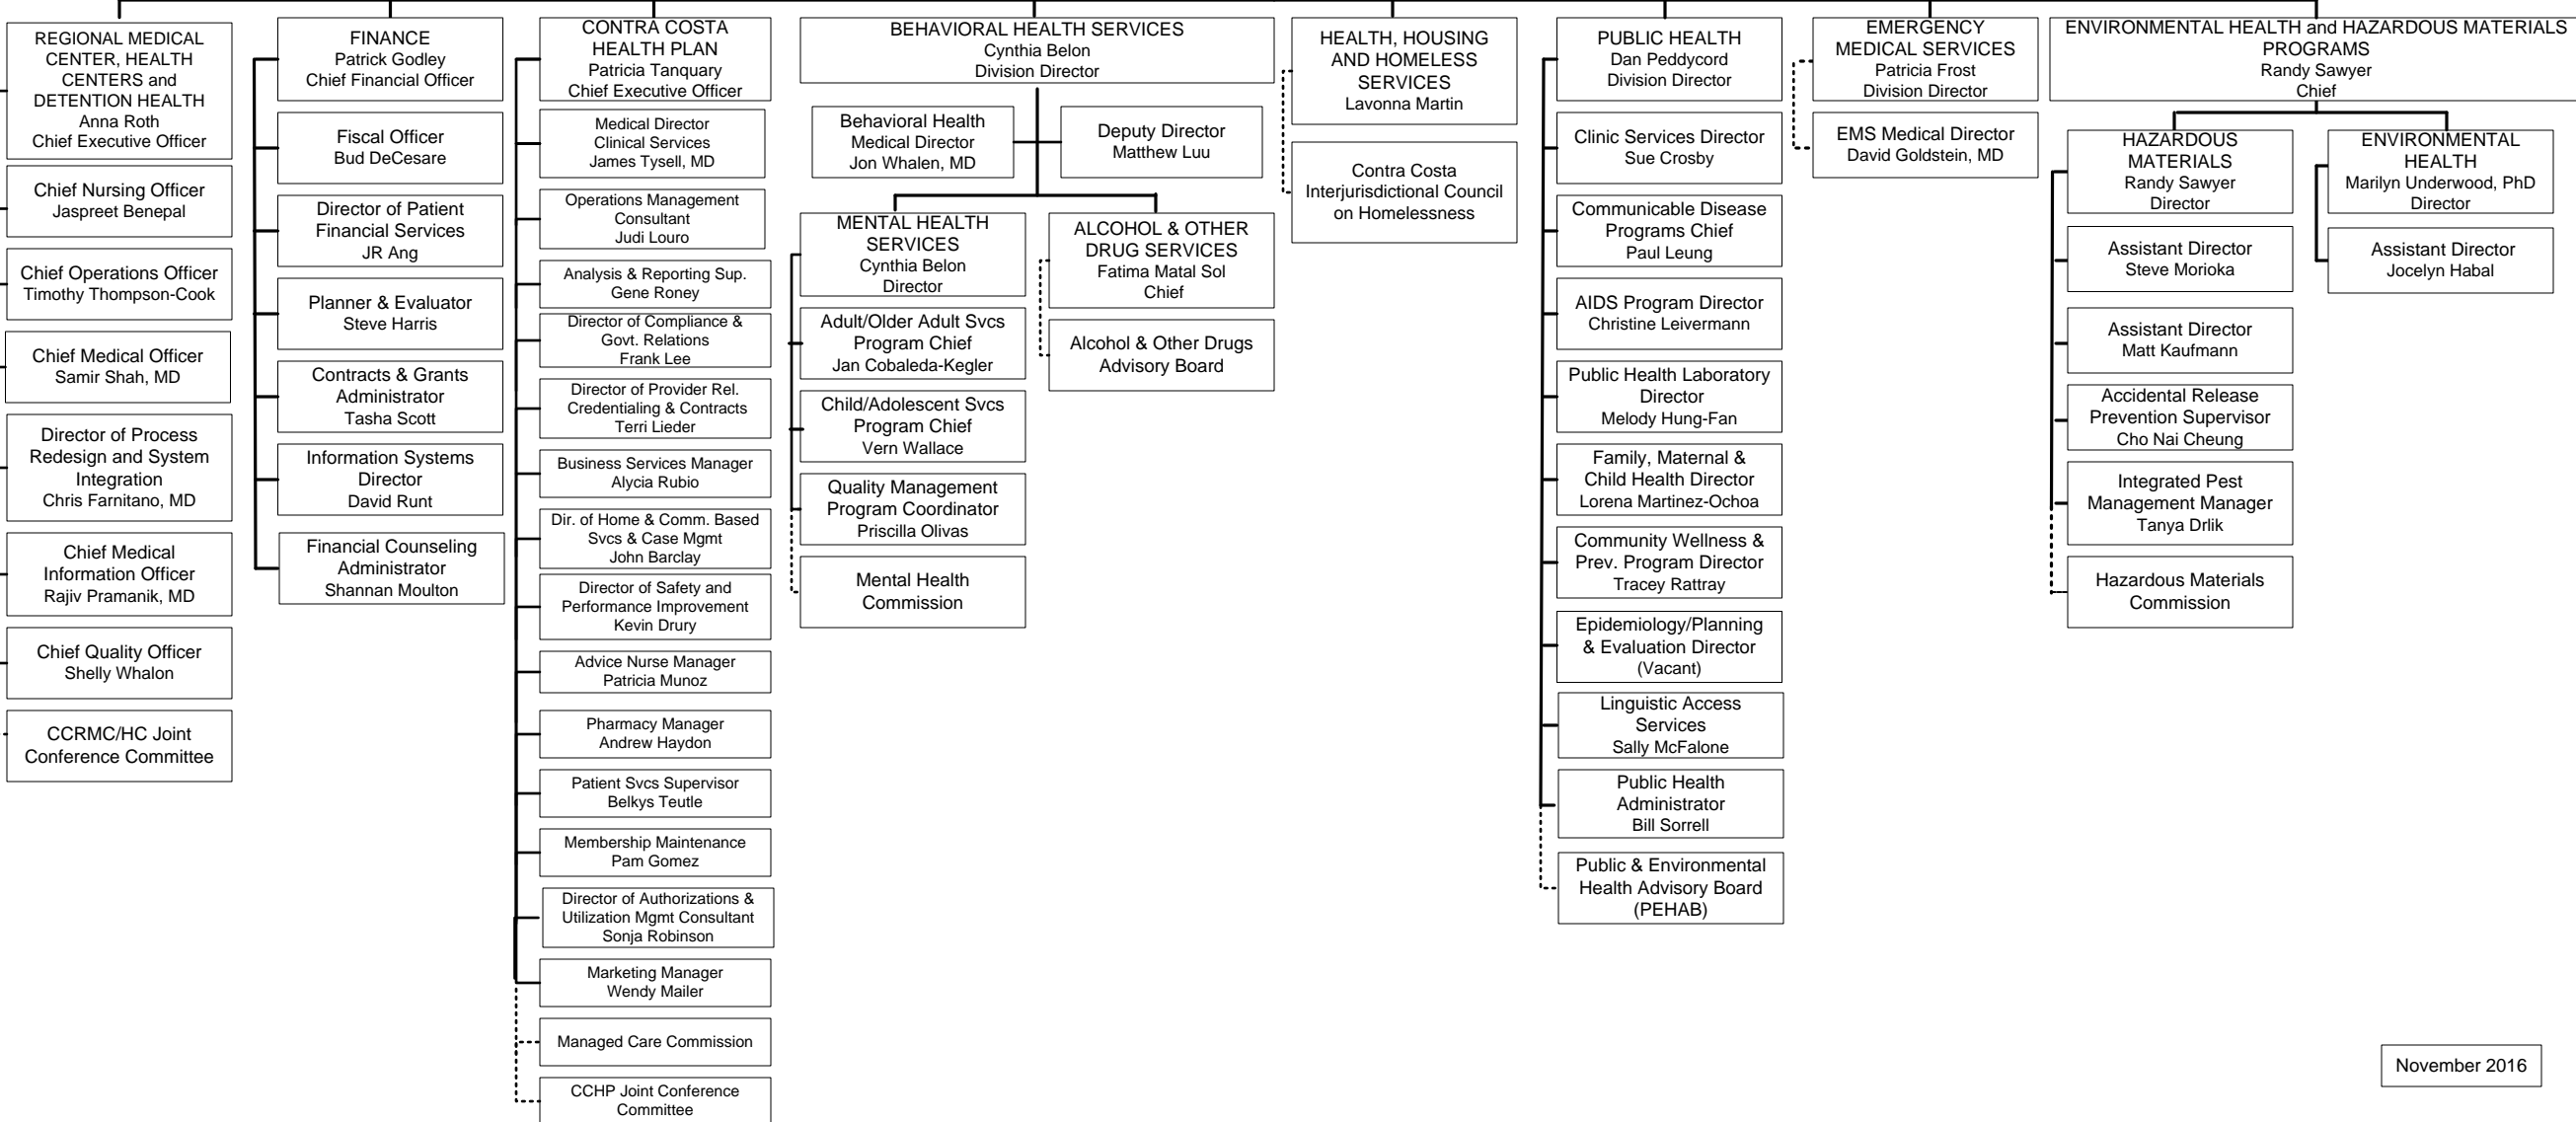 REGIONAL MEDICAL
CENTER, HEALTH
CENTERS and
DETENTION HEALTH
Anna Roth
Chief Executive Officer
Chief Nursing Officer
Jaspreet Benepal
Chief Operations Officer
Timothy Thompson-Cook
Chief Medical Officer
Samir Shah, MD
Director of Process
Redesign and System
Integration
Chris Farnitano, MD
Chief Medical
Information Officer
Rajiv Pramanik, MD
Chief Quality Officer
Shelly Whalon
CCRMC/HC Joint
Conference Committee
FINANCE
Patrick Godley
Chief Financial Officer
Fiscal Officer
Bud DeCesare
Director of Patient
Financial Services
JR Ang
Planner & Evaluator
Steve Harris
Contracts & Grants
Administrator
Tasha Scott
Information Systems
Director
David Runt
Financial Counseling
Administrator
Shannan Moulton
CONTRA COSTA
HEALTH PLAN
Patricia Tanquary
Chief Executive Officer
Medical Director
Clinical Services
James Tysell, MD
Operations Management
Consultant
Judi Louro
Analysis & Reporting Sup.
Gene Roney
Director of Compliance &
Govt. Relations
Frank Lee
Director of Provider Rel.
Credentialing & Contracts
Terri Lieder
Business Services Manager
Alycia Rubio
Dir. of Home & Comm. Based
Svcs & Case Mgmt
John Barclay
Director of Safety and
Performance Improvement
Kevin Drury
Advice Nurse Manager
Patricia Munoz
Pharmacy Manager
Andrew Haydon
Patient Svcs Supervisor
Belkys Teutle
Membership Maintenance
Pam Gomez
Director of Authorizations &
Utilization Mgmt Consultant
Sonja Robinson
Marketing Manager
Wendy Mailer
Managed Care Commission
CCHP Joint Conference
Committee
BEHAVIORAL HEALTH SERVICES
Cynthia Belon
Division Director
Behavioral Health
Medical Director
Jon Whalen, MD
Deputy Director
Matthew Luu
MENTAL HEALTH
SERVICES
Cynthia Belon
Director
Adult/Older Adult Svcs
Program Chief
Jan Cobaleda-Kegler
Child/Adolescent Svcs
Program Chief
Vern Wallace
Quality Management
Program Coordinator
Priscilla Olivas
Mental Health
Commission
ALCOHOL & OTHER
DRUG SERVICES
Fatima Matal Sol
Chief
Alcohol & Other Drugs
Advisory Board
HEALTH, HOUSING
AND HOMELESS
SERVICES
Lavonna Martin
Contra Costa
Interjurisdictional Council
on Homelessness
PUBLIC HEALTH
Dan Peddycord
Division Director
Clinic Services Director
Sue Crosby
Communicable Disease
Programs Chief
Paul Leung
AIDS Program Director
Christine Leivermann
Public Health Laboratory
Director
Melody Hung-Fan
Family, Maternal &
Child Health Director
Lorena Martinez-Ochoa
Community Wellness &
Prev. Program Director
Tracey Rattray
Epidemiology/Planning
& Evaluation Director
(Vacant)
Linguistic Access
Services
Sally McFalone
Public Health
Administrator
Bill Sorrell
Public & Environmental
Health Advisory Board
(PEHAB)
EMERGENCY
MEDICAL SERVICES
Patricia Frost
Division Director
EMS Medical Director
David Goldstein, MD
ENVIRONMENTAL HEALTH and HAZARDOUS MATERIALS
PROGRAMS
Randy Sawyer
Chief
HAZARDOUS
MATERIALS
Randy Sawyer
Director
Assistant Director
Steve Morioka
Assistant Director
Matt Kaufmann
Accidental Release
Prevention Supervisor
Cho Nai Cheung
Integrated Pest
Management Manager
Tanya Drlik
Hazardous Materials
Commission
ENVIRONMENTAL
HEALTH
Marilyn Underwood, PhD
Director
Assistant Director
Jocelyn Habal
November 2016